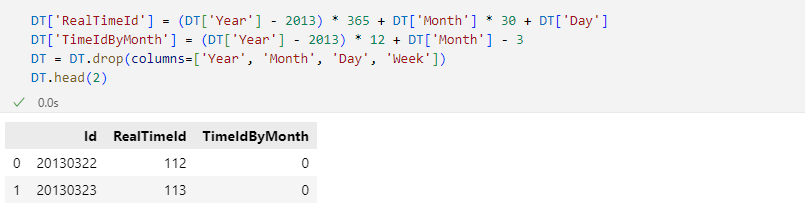 DT['RealTimeId'] = (DT['Year'] - 2013) * 365 + DT['Month'] * 30 + DT['Day']
DT['TimeIdByMonth'] = (DT['Year'] - 2013) * 12 + DT['Month'] - 3
DT = DT.drop(columns=['Year', 'Month', 'Day', 'Week'])
DT.head(2)
0.0s
Id RealTimeId TimeIdByMonth
0 20130322 112 0
1 20130323 113 0